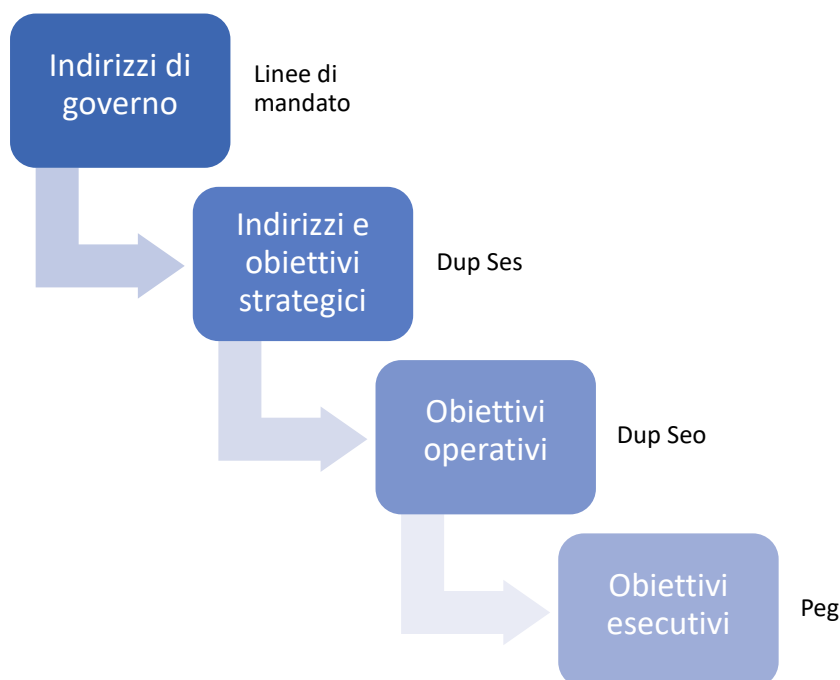 Indirizzi di
governo
Linee di
mandato
Indirizzi e
obiettivi
strategici
Dup Ses
Obiettivi
operativi
Dup Seo
Obiettivi
esecutivi
Peg